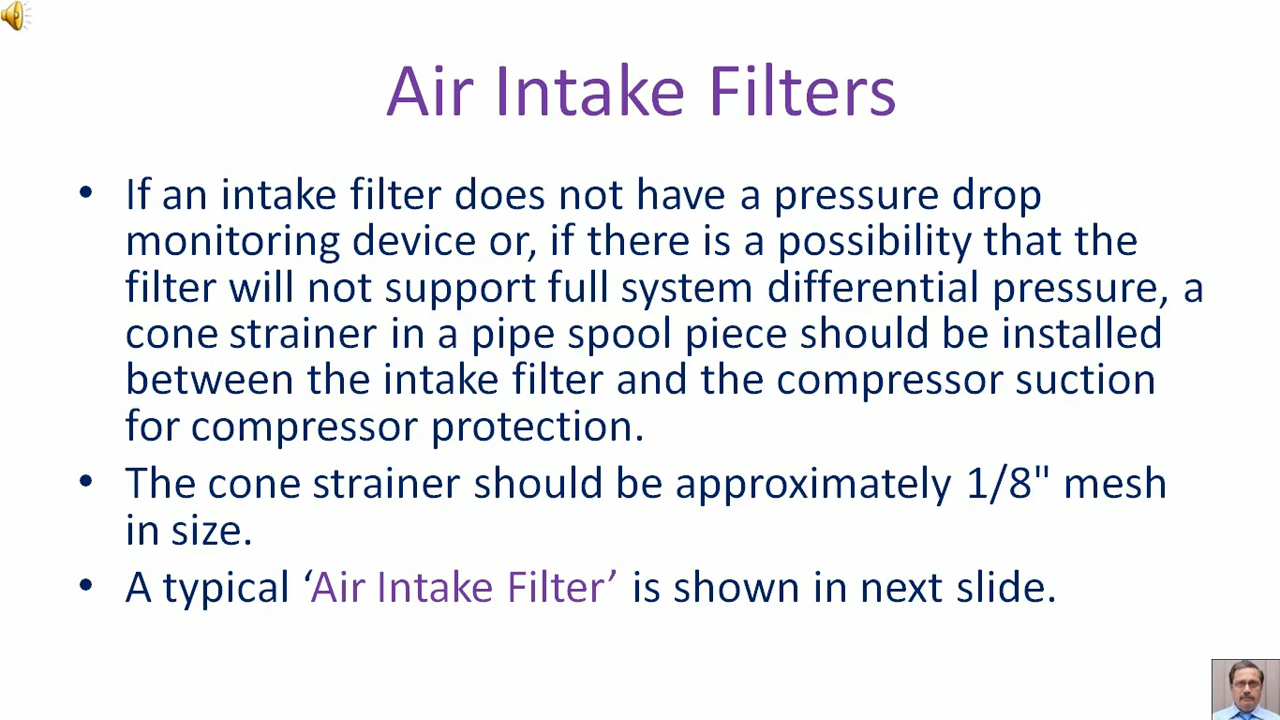 Air Intake Filters
• If an intake filter does not have a pressure drop
monitoring device or, if there is a possibility that the
filter will not support full system differential pressure, a
cone strainer in a pipe spool piece should be installed
between the intake filter and the compressor suction
for compressor protection.
• The cone strainer should be approximately 1/8" mesh
in size.
• A typical ‘Air Intake Filter’ is shown in next slide.